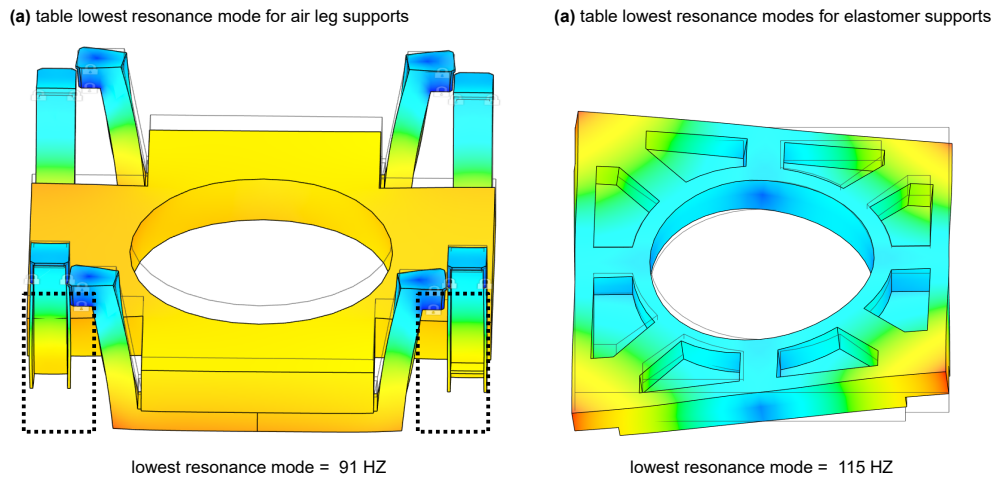 (a) table lowest resonance mode for air leg supports
(a) table lowest resonance modes for elastomer supports
lowest resonance mode = 91 HZ
lowest resonance mode = 115 HZ